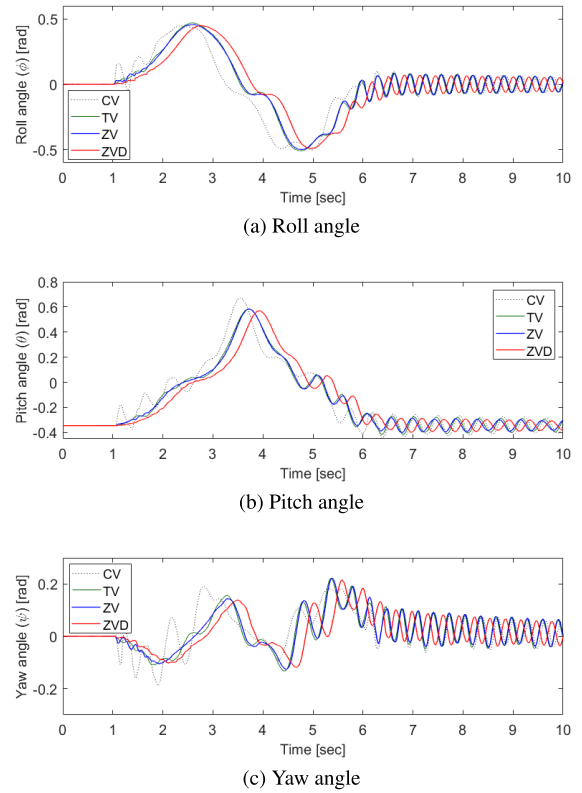 Roll angle (ϕ) [rad]
0.5
0
-0.5
CV
TV
ZV
ZVD
0 1 2 3 4 5 6 7 8 9 10
Time [sec]
(a) Roll angle
Pitch angle (θ) [rad]
0.8
0.6
0.4
0.2
0
-0.2
-0.4
CV
TV
ZV
ZVD
0 1 2 3 4 5 6 7 8 9 10
Time [sec]
(b) Pitch angle
Yaw angle (ψ) [rad]
0.2
0
-0.2
CV
TV
ZV
ZVD
0 1 2 3 4 5 6 7 8 9 10
Time [sec]
(c) Yaw angle